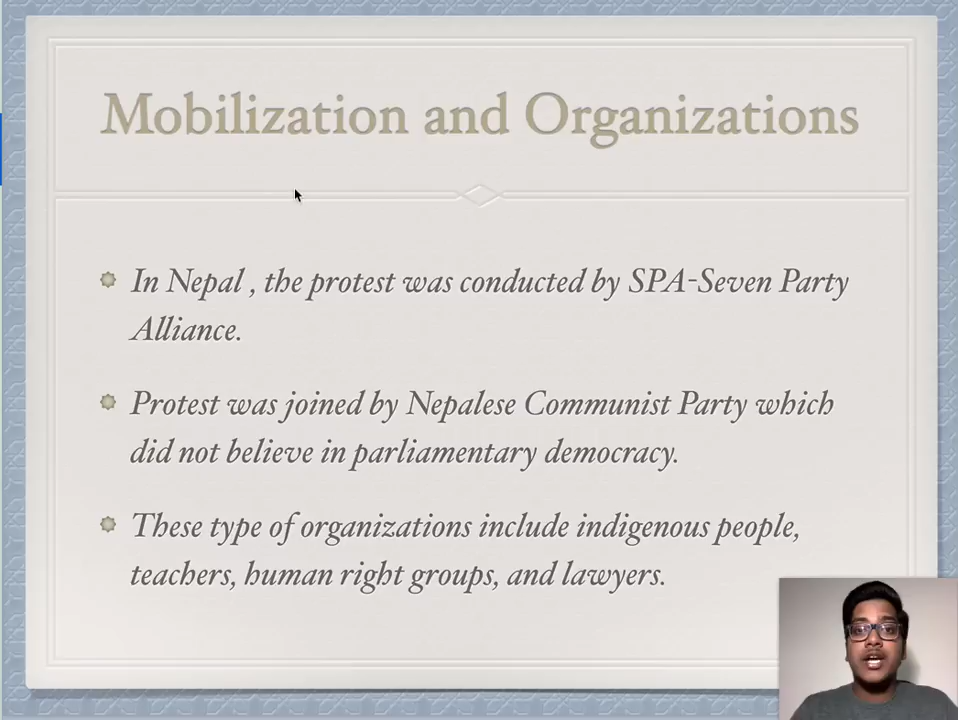 Mobilization and Organizations
In Nepal , the protest was conducted by SPA-Seven Party
Alliance.
Protest was joined by Nepalese Communist Party which
did not believe in parliamentary democracy.
These type of organizations include indigenous people,
teachers, human right groups, and lawyers.